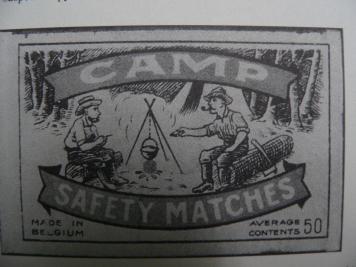 CAMP
SAFETY MATCHES
MADE IN
BELGIUM
AVERAGE
CONTENTS 50